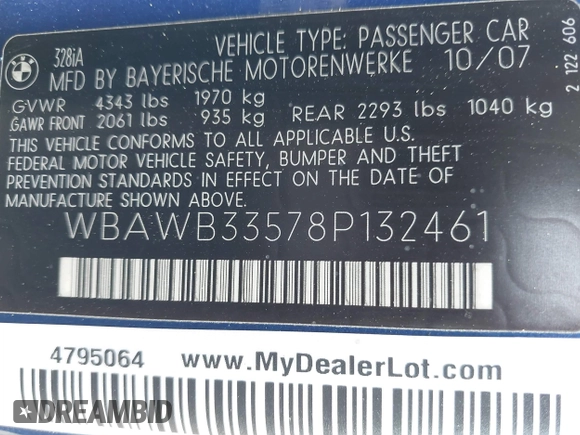 BMW
328iA
VEHICLE TYPE: PASSENGER CAR
MFD BY BAYERISCHE MOTORENWERKE 10/07
GVWR 4343 lbs 1970 kg
GAWR FRONT 2061 lbs 935 kg REAR 2293 lbs 1040 kg
THIS VEHICLE CONFORMS TO ALL APPLICABLE U.S.
FEDERAL MOTOR VEHICLE SAFETY, BUMPER AND THEFT
PREVENTION STANDARDS IN EFFECT ON THE DATE OF
MANUFACTURE SHOWN ABOVE.
WBAWB33578P132461
2 122 606
4795064 www.MyDealerLot.com
DREAMBID